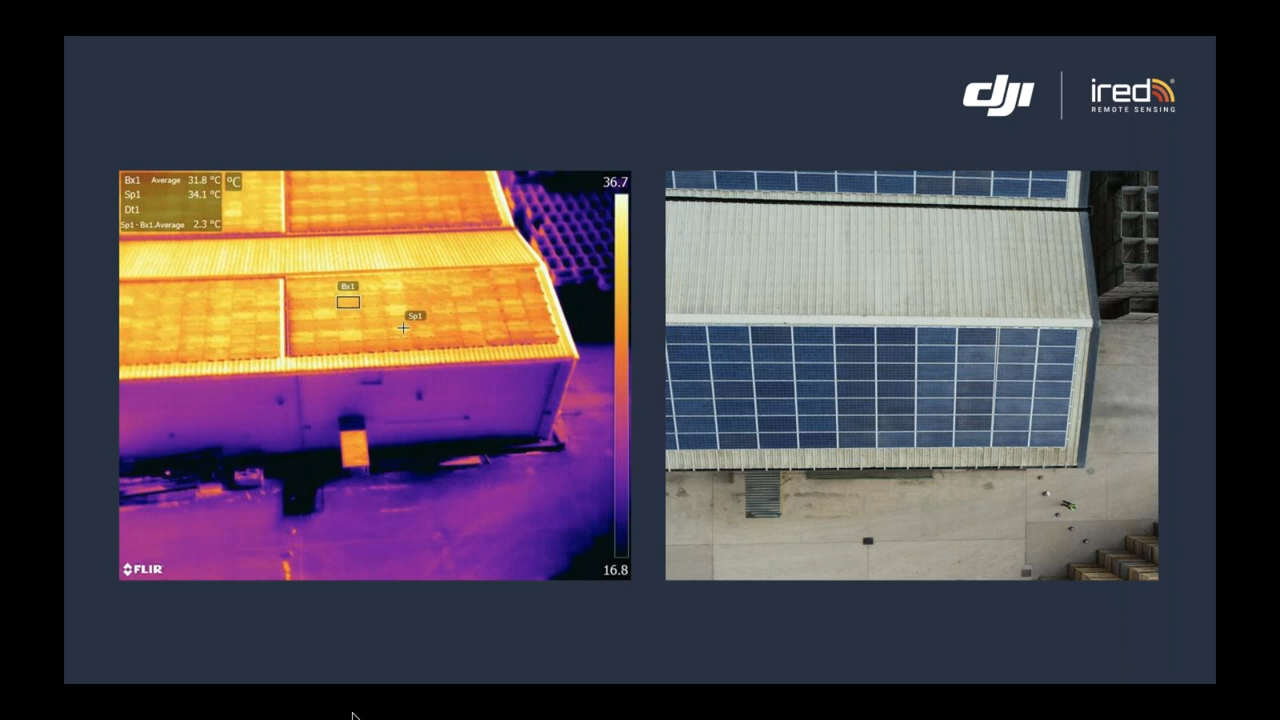 dji
ired
REMOTE SENSING
Bx1 Average 31.8 °C
°C
Sp1 34.1 °C
Dt1
Sp1 - Bx1.Average 2.3 °C
36.7
Bx1
Sp1
FLIR
16.8